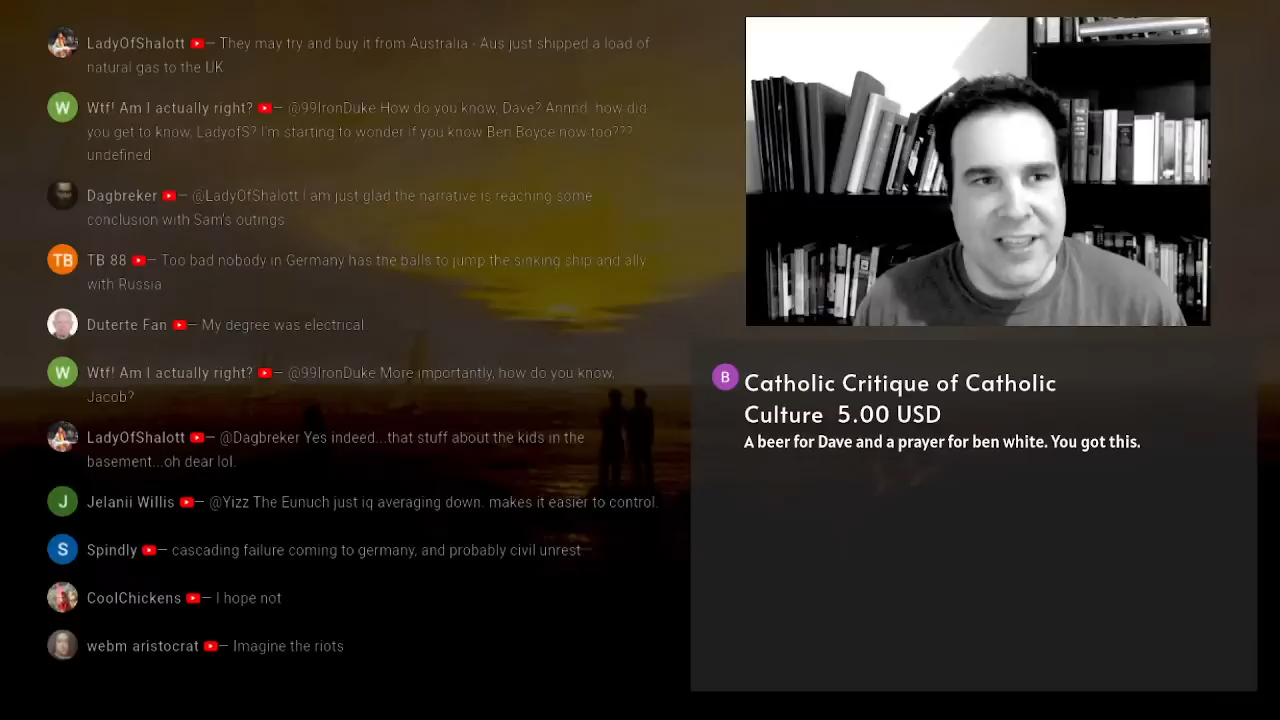 LadyOfShalott — They may try and buy it from Australia - Aus just shipped a load of
natural gas to the UK
W
Wtf! Am I actually right? — @99IronDuke How do you know, Dave? Annnd, how did
you get to know, LadyofS? I'm starting to wonder if you know Ben Boyce now too???
undefined
Dagbreker — @LadyOfShalott I am just glad the narrative is reaching some
conclusion with Sam's outings
TB
TB 88 — Too bad nobody in Germany has the balls to jump the sinking ship and ally
with Russia
Duterte Fan — My degree was electrical
W
Wtf! Am I actually right? — @99IronDuke More importantly, how do you know,
Jacob?
LadyOfShalott — @Dagbreker Yes indeed...that stuff about the kids in the
basement...oh dear lol.
J
Jelanii Willis — @Yizz The Eunuch just iq averaging down. makes it easier to control.
S
Spindly — cascading failure coming to germany, and probably civil unrest
CoolChickens — I hope not
webm aristocrat — Imagine the riots
B
Catholic Critique of Catholic
Culture 5.00 USD
A beer for Dave and a prayer for ben white. You got this.